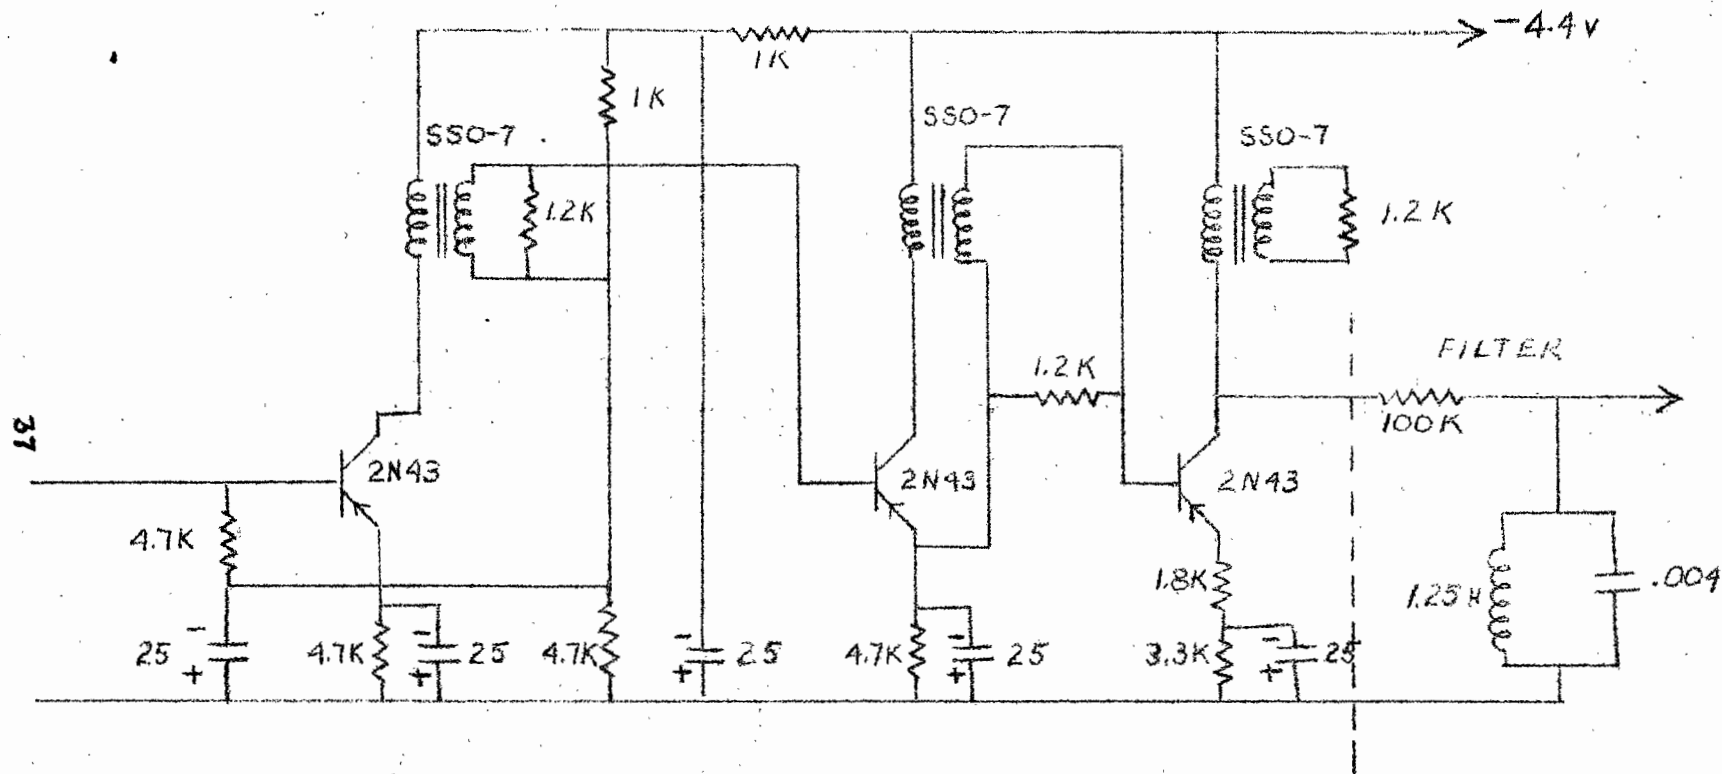 -4.4 V
1K
1K
SSO-7
SSO-7
SSO-7
1.2K
1.2K
1.2K
FILTER
100K
37
2N43
2N43
2N43
4.7K
1.8K
1.25H
.004
- 25 +
4.7K
- + 25
4.7K
- + 25
4.7K
- + 25
3.3K
- + 25